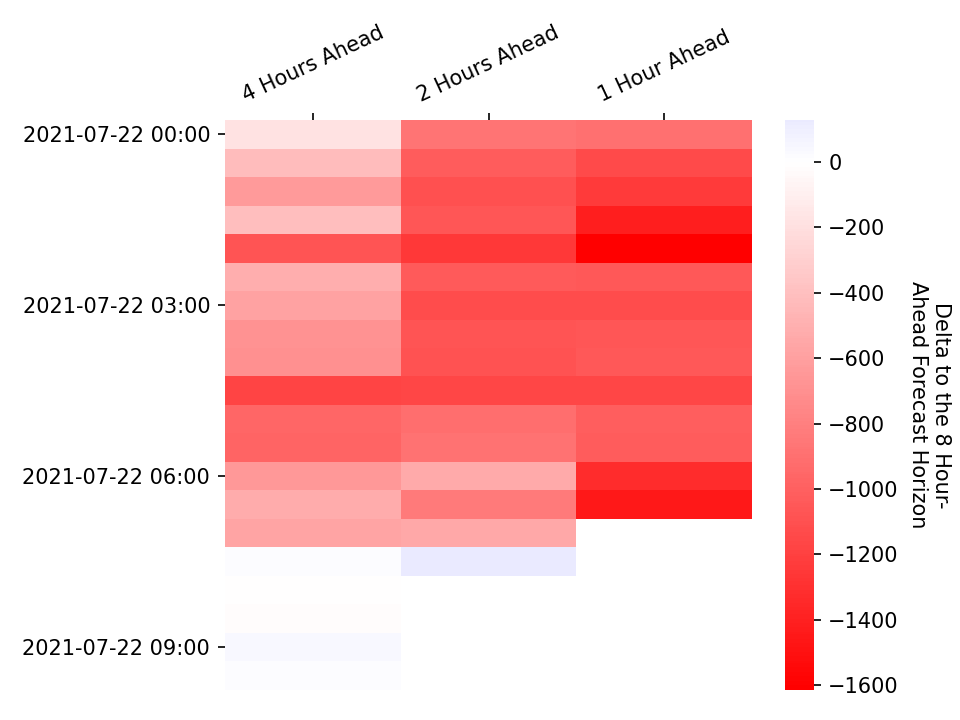 4 Hours Ahead
2 Hours Ahead
1 Hour Ahead
2021-07-22 00:00
2021-07-22 03:00
2021-07-22 06:00
2021-07-22 09:00
0
−200
−400
−600
−800
−1000
−1200
−1400
−1600
Delta to the 8 Hour-
Ahead Forecast Horizon